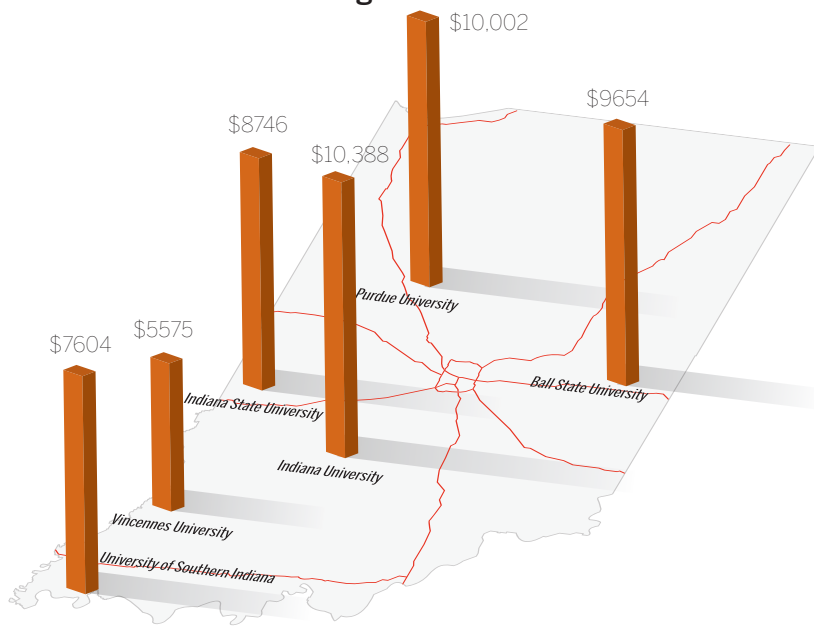 $10,002
$9654
$8746
$10,388
Purdue University
$5575
$7604
Ball State University
Indiana State University
Indiana University
Vincennes University
University of Southern Indiana